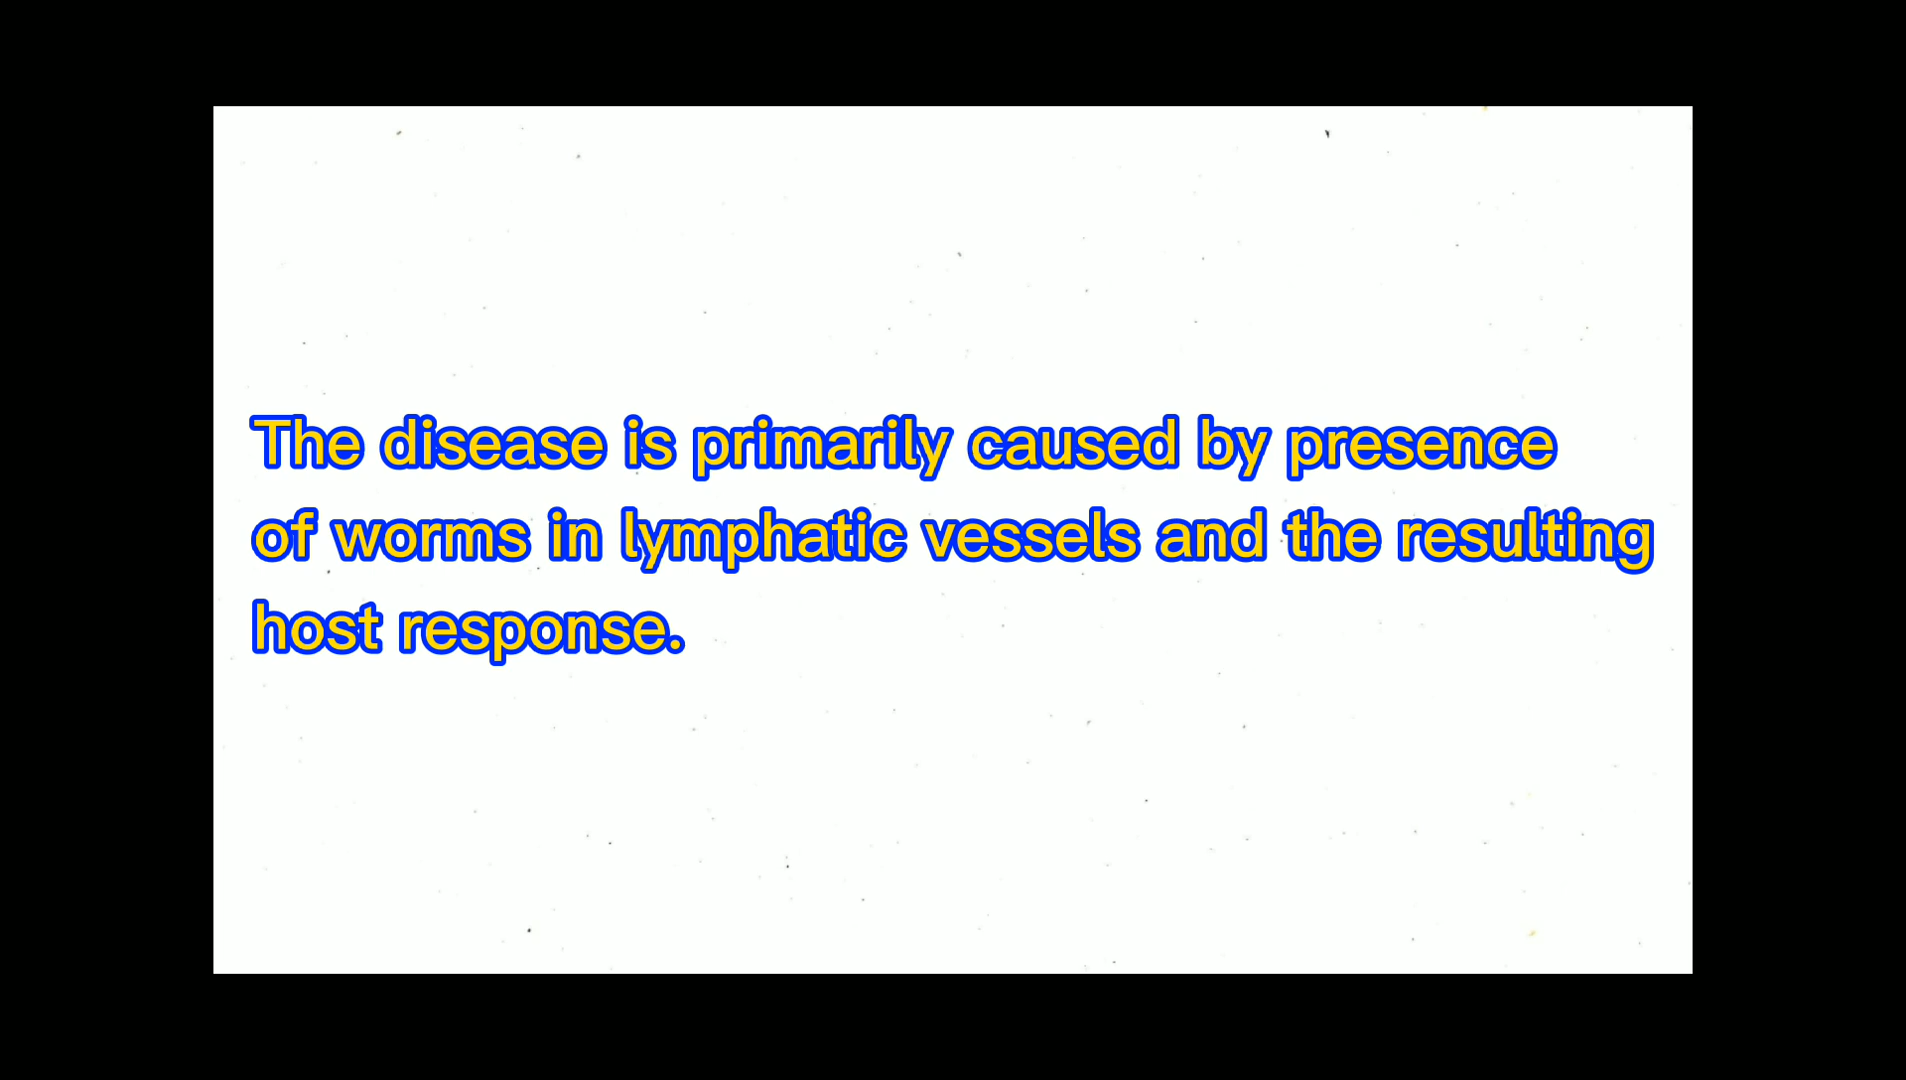 The disease is primarily caused by presence
of worms in lymphatic vessels and the resulting
host response.